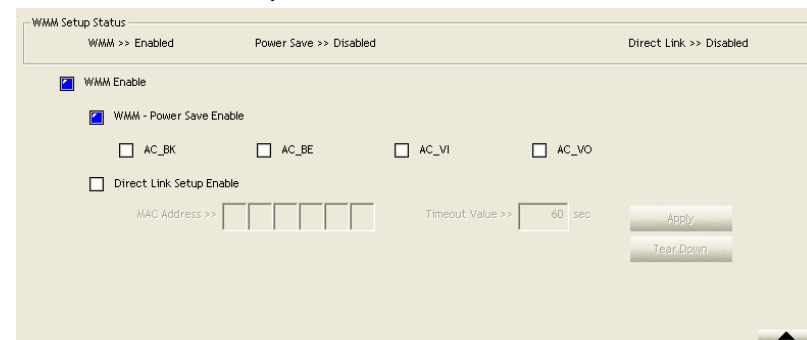 WMM Setup Status
WMM >> Enabled Power Save >> Disabled Direct Link >> Disabled
WMM Enable
WMM - Power Save Enable
AC_BK AC_BE AC_VI AC_VO
Direct Link Setup Enable
MAC Address >> Timeout Value >> 60 sec
Apply
Tear Down